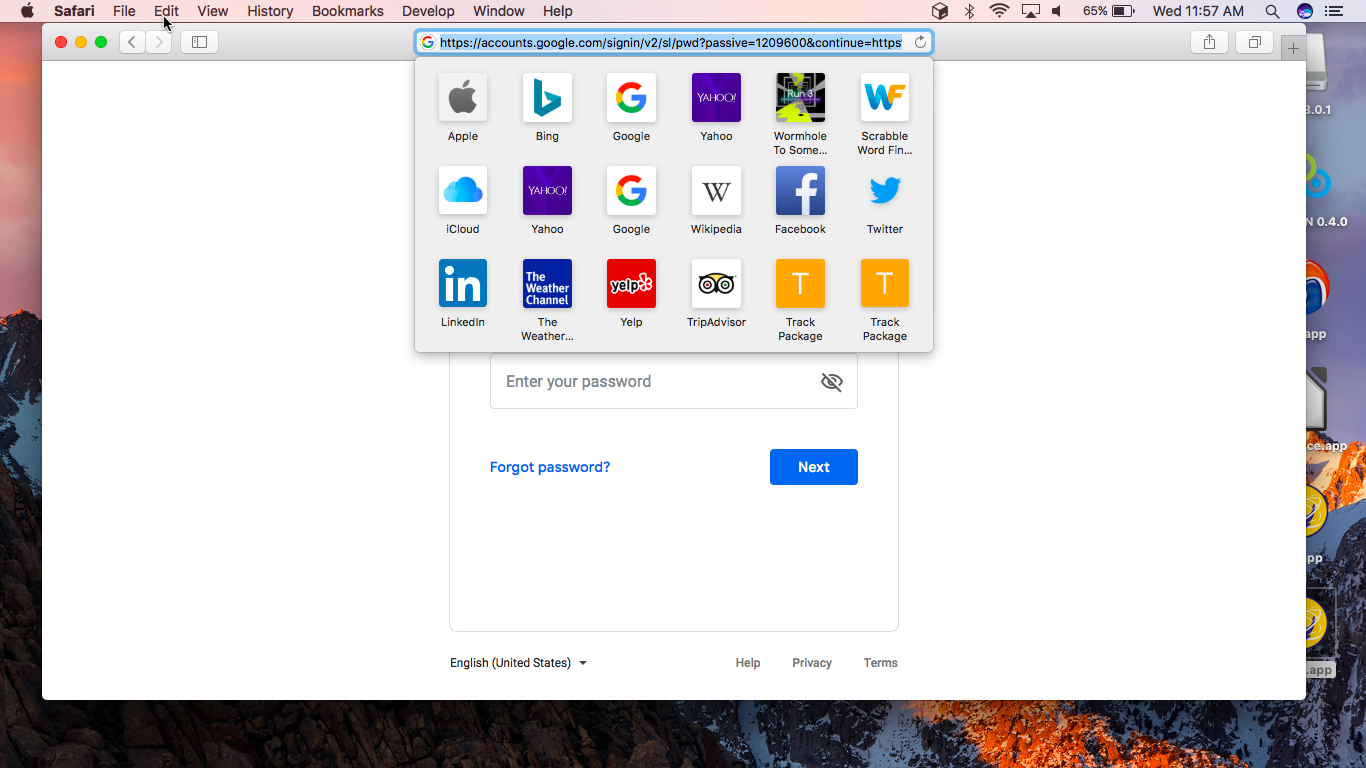 Safari File Edit View History Bookmarks Develop Window Help 65% Wed 11:57 AM
https://accounts.google.com/signin/v2/sl/pwd?passive=1209600&continue=https
YAHOO! Run 3 WF
Apple Bing Google Yahoo Wormhole To Some... Scrabble Word Fin...
YAHOO! W
iCloud Yahoo Google Wikipedia Facebook Twitter
in The Weather Channel yelp T T
LinkedIn The Weather... Yelp TripAdvisor Track Package Track Package
Enter your password
Forgot password? Next
English (United States) Help Privacy Terms
3.0.1
N 0.4.0
app
ce.app
app
.app